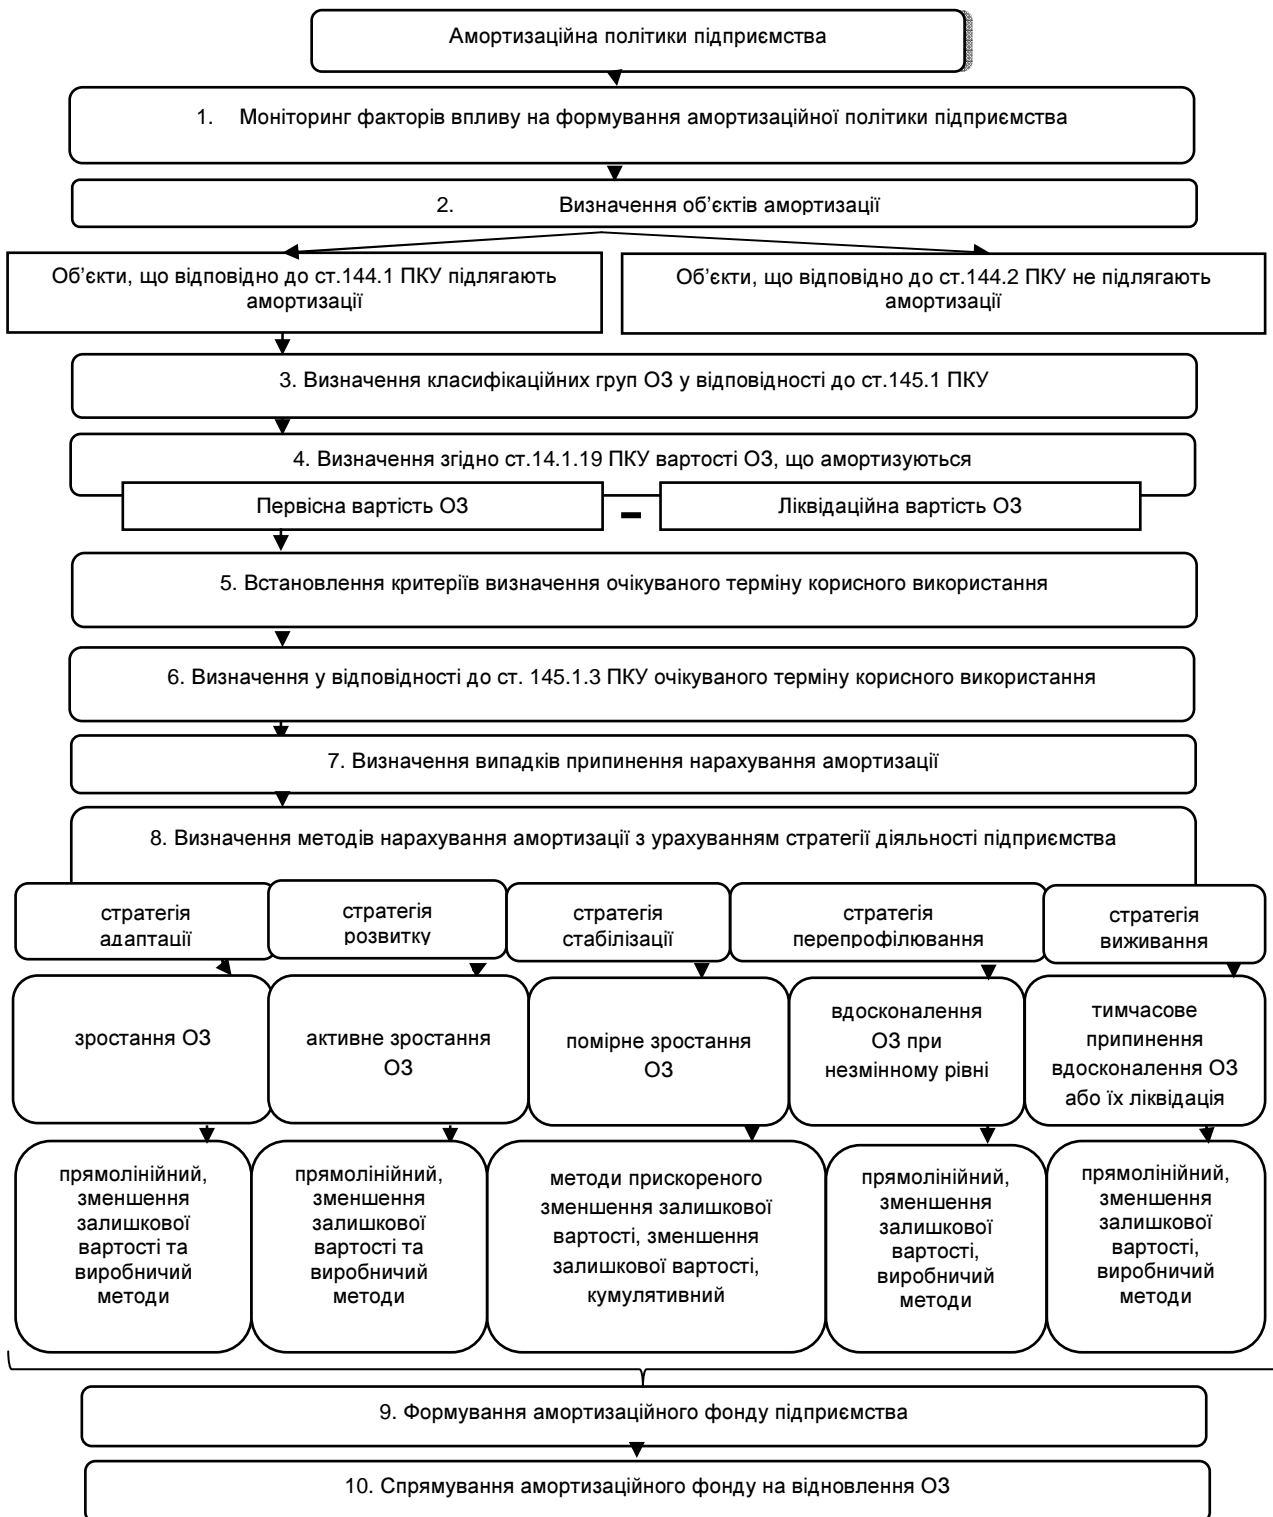 Амортизаційна політики підприємства
1. Моніторинг факторів впливу на формування амортизаційної політики підприємства
2. Визначення об’єктів амортизації
Об’єкти, що відповідно до ст.144.1 ПКУ підлягають
амортизації
Об’єкти, що відповідно до ст.144.2 ПКУ не підлягають
амортизації
3. Визначення класифікаційних груп ОЗ у відповідності до ст.145.1 ПКУ
4. Визначення згідно ст.14.1.19 ПКУ вартості ОЗ, що амортизуються
Первісна вартість ОЗ
–
Ліквідаційна вартість ОЗ
5. Встановлення критеріїв визначення очікуваного терміну корисного використання
6. Визначення у відповідності до ст. 145.1.3 ПКУ очікуваного терміну корисного використання
7. Визначення випадків припинення нарахування амортизації
8. Визначення методів нарахування амортизації з урахуванням стратегії діяльності підприємства
стратегія
адаптації
стратегія
розвитку
стратегія
стабілізації
стратегія
перепрофілювання
стратегія
виживання
зростання ОЗ
активне зростання
ОЗ
помірне зростання
ОЗ
вдосконалення
ОЗ при
незмінному рівні
тимчасове
припинення
вдосконалення ОЗ
або їх ліквідація
прямолінійний,
зменшення
залишкової
вартості та
виробничий
методи
прямолінійний,
зменшення
залишкової
вартості та
виробничий
методи
методи прискореного
зменшення залишкової
вартості, зменшення
залишкової вартості,
кумулятивний
прямолінійний,
зменшення
залишкової
вартості,
виробничий
методи
прямолінійний,
зменшення
залишкової
вартості,
виробничий
методи
9. Формування амортизаційного фонду підприємства
10. Спрямування амортизаційного фонду на відновлення ОЗ